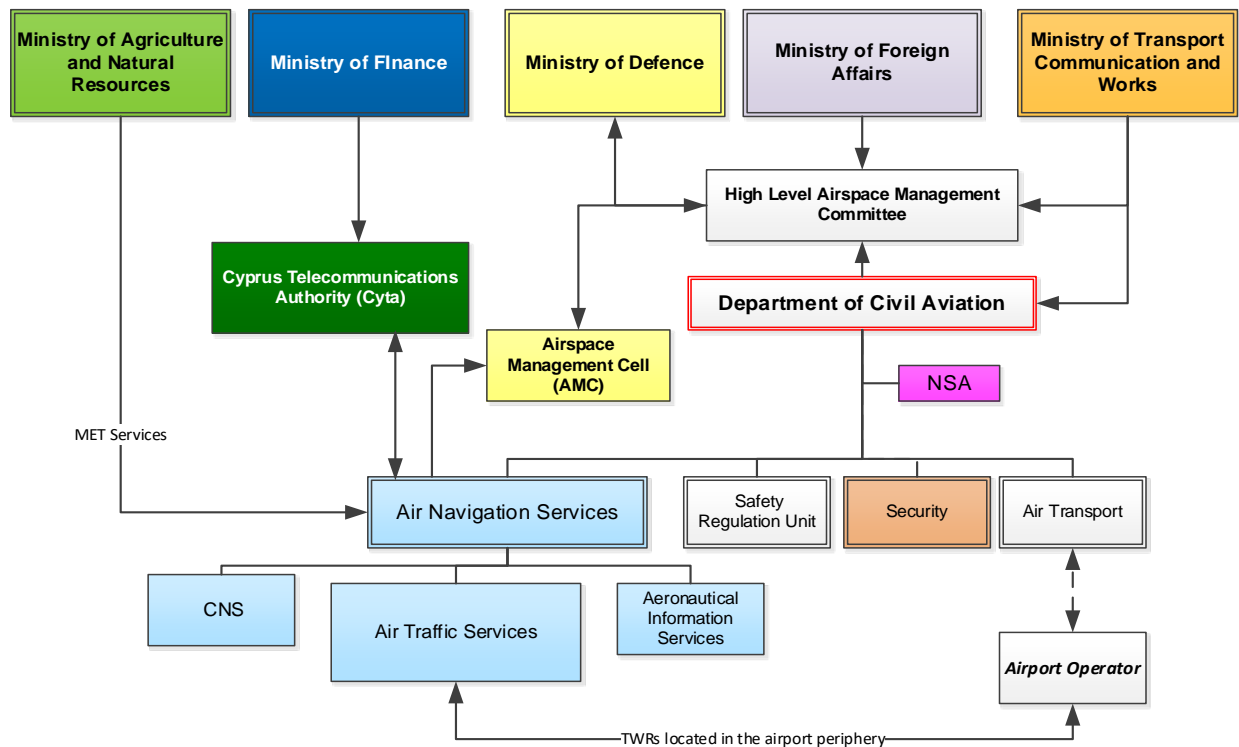 Ministry of Agriculture
and Natural
Resources
Ministry of FInance
Ministry of Defence
Ministry of Foreign
Affairs
Ministry of Transport
Communication and
Works
High Level Airspace Management
Committee
Cyprus Telecommunications
Authority (Cyta)
Department of Civil Aviation
Airspace
Management Cell
(AMC)
NSA
MET Services
Air Navigation Services
Safety
Regulation Unit
Security
Air Transport
CNS
Air Traffic Services
Aeronautical
Information
Services
Airport Operator
TWRs located in the airport periphery